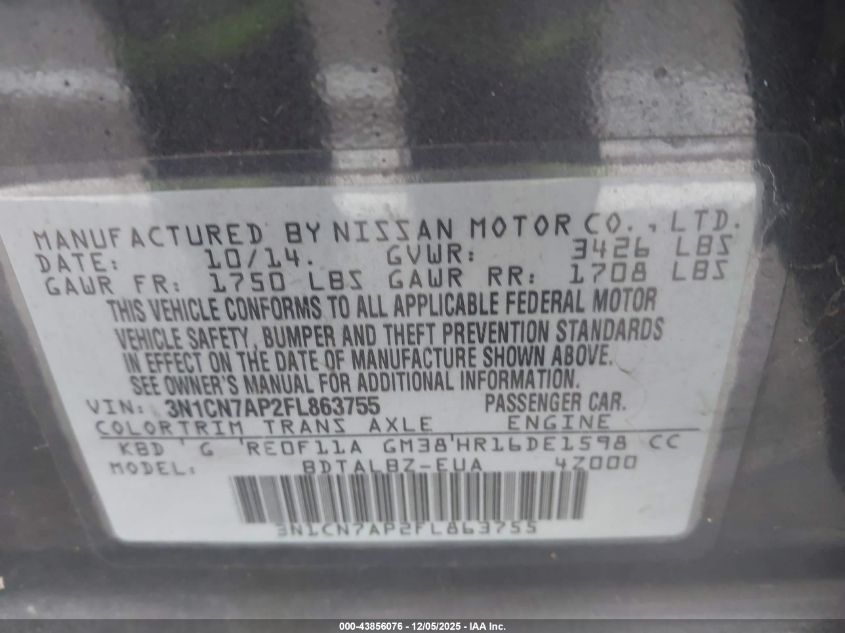 MANUFACTURED BY NISSAN MOTOR CO., LTD.
DATE: 10/14. GVWR: 3426 LBS
GAWR FR: 1750 LBS GAWR RR: 1708 LBS
THIS VEHICLE CONFORMS TO ALL APPLICABLE FEDERAL MOTOR
VEHICLE SAFETY, BUMPER AND THEFT PREVENTION STANDARDS
IN EFFECT ON THE DATE OF MANUFACTURE SHOWN ABOVE.
SEE OWNER'S MANUAL FOR ADDITIONAL INFORMATION.
VIN: 3N1CN7AP2FL863755 PASSENGER CAR.
COLOR TRIM TRANS AXLE ENGINE
KBD G RE0F11A GM38 HR16DE1598 CC
MODEL: BDTALBZ-EUA 4Z000
3N1CN7AP2FL863755
000-43856076 - 12/05/2025 - IAA Inc.